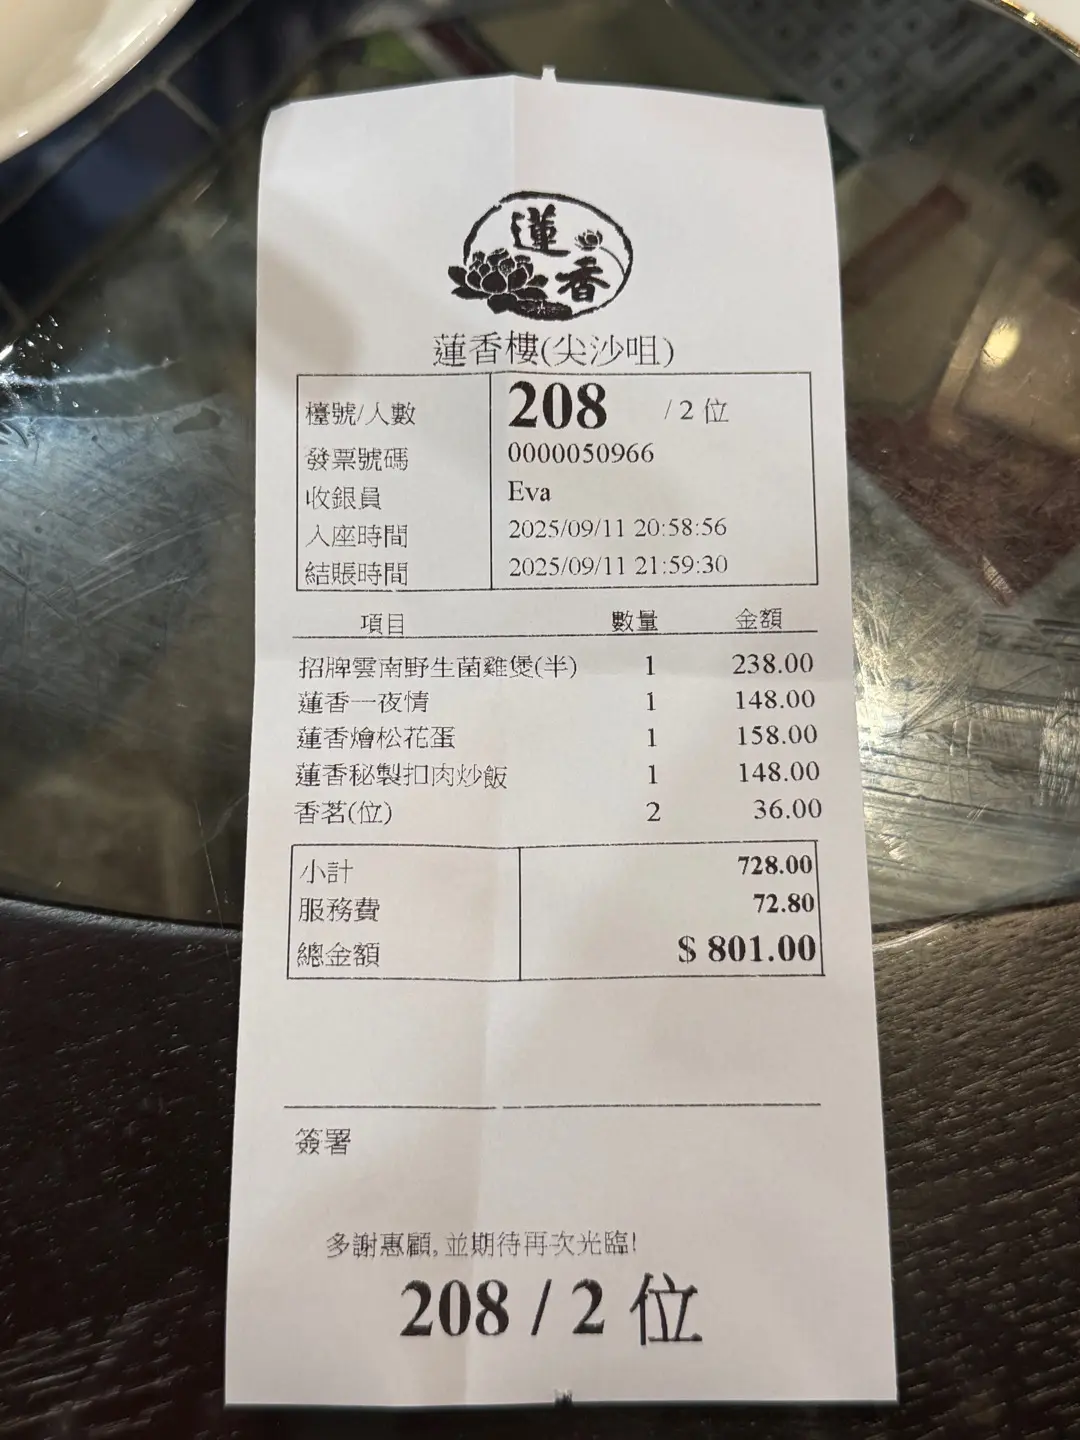 蓮香
蓮香樓(尖沙咀)
檯號/人數 208 / 2 位
發票號碼 0000050966
收銀員 Eva
入座時間 2025/09/11 20:58:56
結賬時間 2025/09/11 21:59:30
項目 數量 金額
招牌雲南野生菌雞煲(半) 1 238.00
蓮香一夜情 1 148.00
蓮香燴松花蛋 1 158.00
蓮香秘製扣肉炒飯 1 148.00
香茗(位) 2 36.00
小計 728.00
服務費 72.80
總金額 $ 801.00
簽署
多謝惠顧, 並期待再次光臨!
208 / 2 位